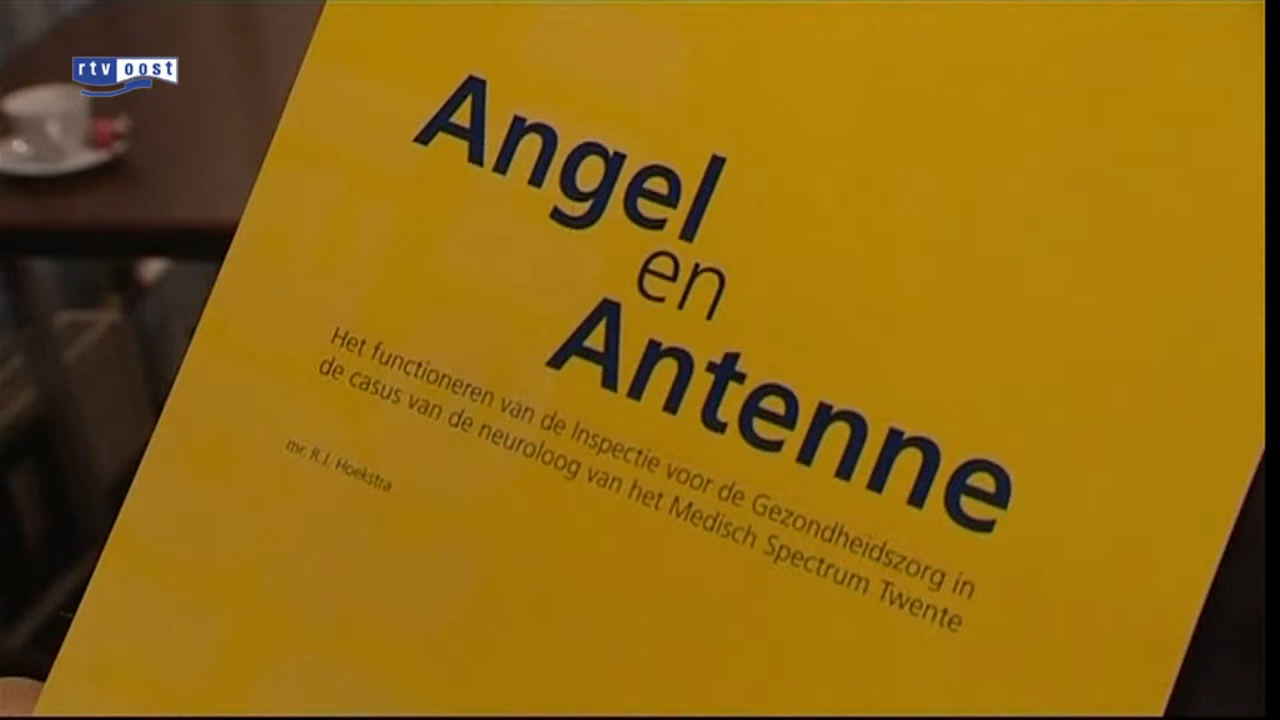 rtv oost
Angel
en
Antenne
Het functioneren van de Inspectie voor de Gezondheidszorg in
de casus van de neuroloog van het Medisch Spectrum Twente
mr. R.J. Hoekstra